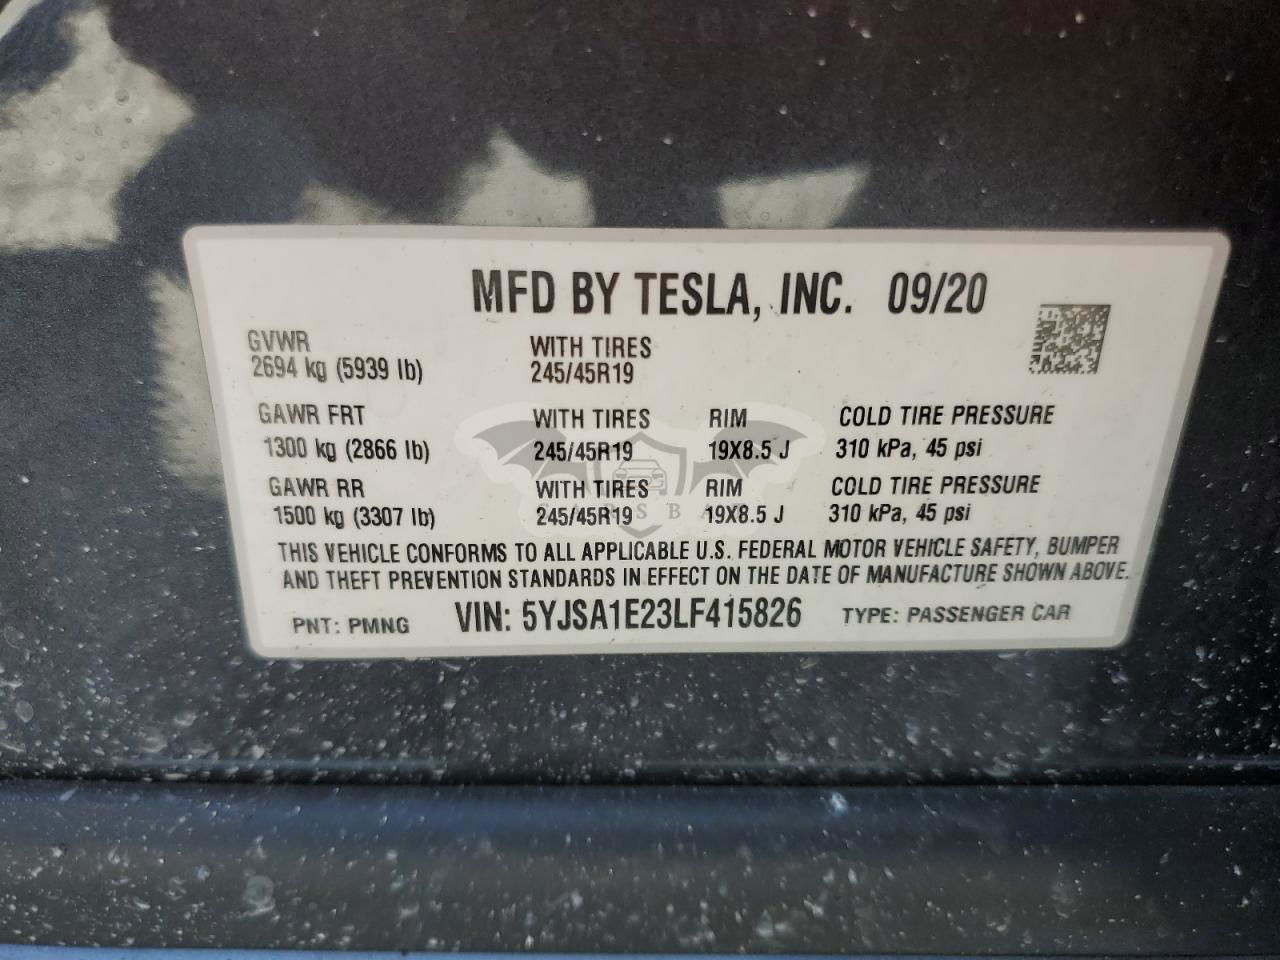 MFD BY TESLA, INC. 09/20
GVWR WITH TIRES
2694 kg (5939 lb) 245/45R19
GAWR FRT WITH TIRES RIM COLD TIRE PRESSURE
1300 kg (2866 lb) 245/45R19 19X8.5 J 310 kPa, 45 psi
GAWR RR WITH TIRES RIM COLD TIRE PRESSURE
1500 kg (3307 lb) 245/45R19 19X8.5 J 310 kPa, 45 psi
THIS VEHICLE CONFORMS TO ALL APPLICABLE U.S. FEDERAL MOTOR VEHICLE SAFETY, BUMPER
AND THEFT PREVENTION STANDARDS IN EFFECT ON THE DATE OF MANUFACTURE SHOWN ABOVE.
PNT: PMNG VIN: 5YJSA1E23LF415826 TYPE: PASSENGER CAR